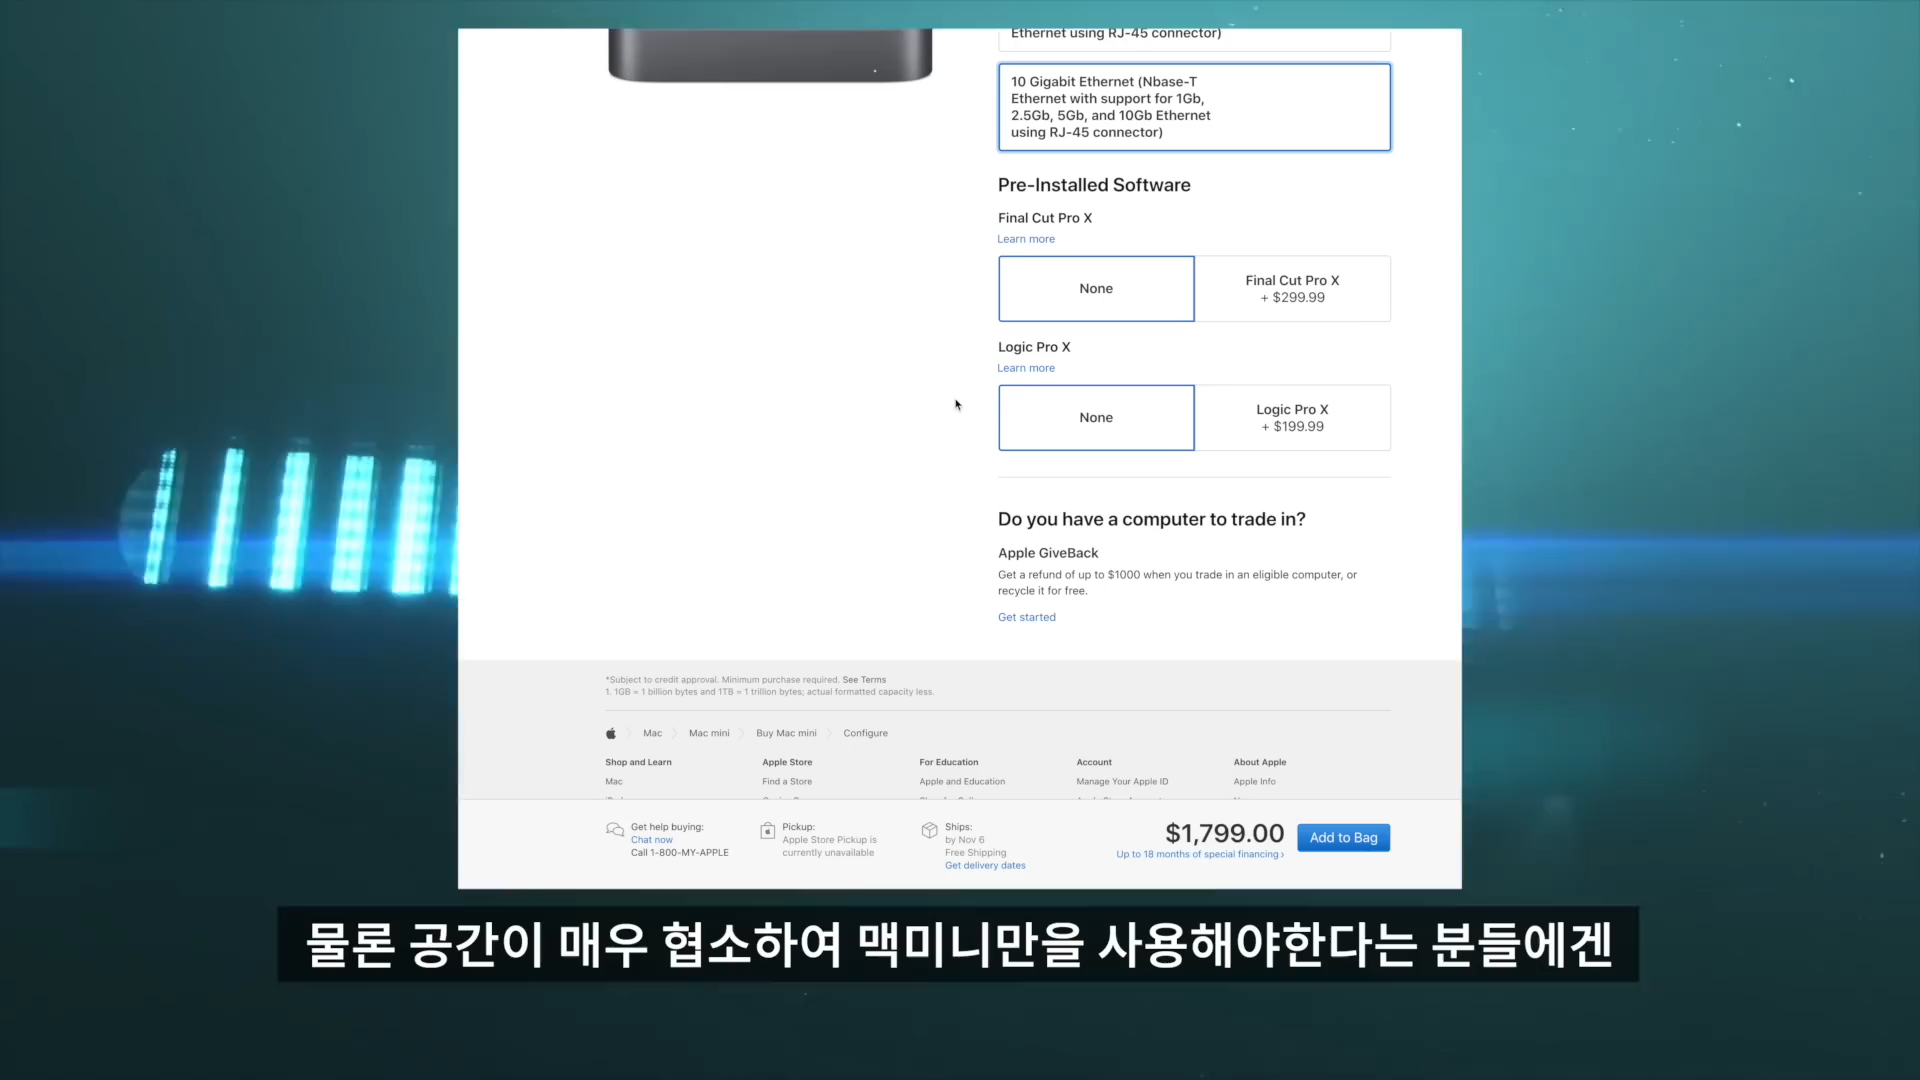 Ethernet using RJ-45 connector)
10 Gigabit Ethernet (Nbase-T
Ethernet with support for 1Gb,
2.5Gb, 5Gb, and 10Gb Ethernet
using RJ-45 connector)
Pre-Installed Software
Final Cut Pro X
Learn more
None
Final Cut Pro X
+ $299.99
Logic Pro X
Learn more
None
Logic Pro X
+ $199.99
Do you have a computer to trade in?
Apple GiveBack
Get a refund of up to $1000 when you trade in an eligible computer, or
recycle it for free.
Get started
*Subject to credit approval. Minimum purchase required. See Terms
1. 1GB = 1 billion bytes and 1TB = 1 trillion bytes; actual formatted capacity less.
Mac
Mac mini
Buy Mac mini
Configure
Shop and Learn
Mac
Apple Store
Find a Store
For Education
Apple and Education
Account
Manage Your Apple ID
About Apple
Apple Info
Get help buying:
Chat now
Call 1-800-MY-APPLE
Pickup:
Apple Store Pickup is
currently unavailable
Ships:
by Nov 6
Free Shipping
Get delivery dates
$1,799.00
Up to 18 months of special financing ›
Add to Bag
물론 공간이 매우 협소하여 맥미니만을 사용해야한다는 분들에겐